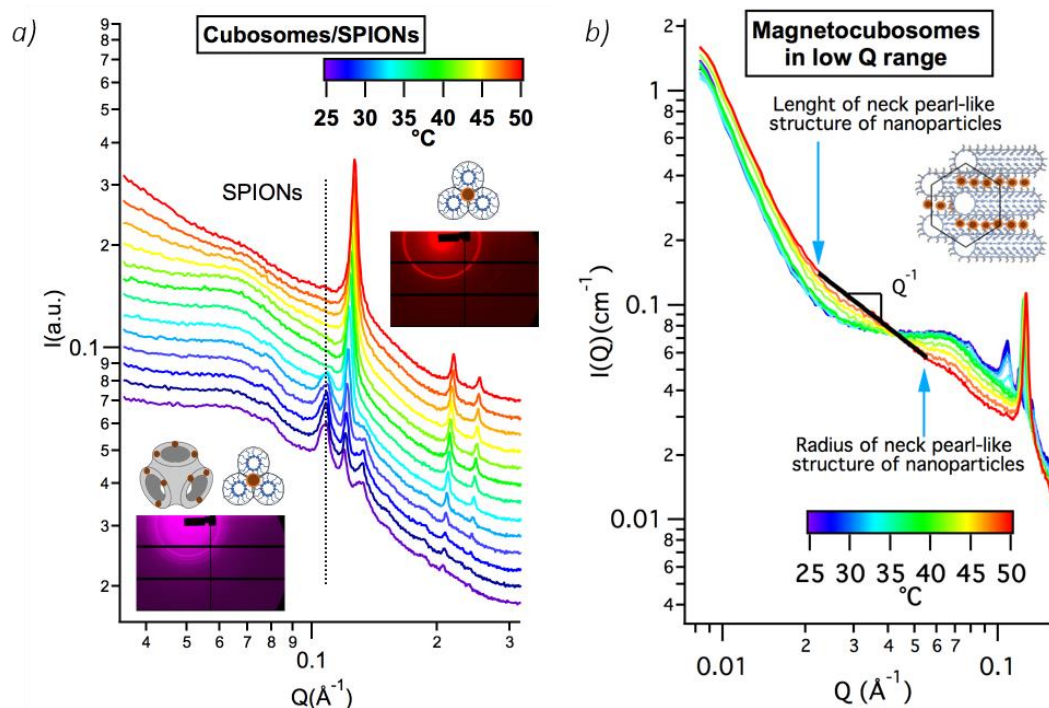 a)
Cubosomes/SPIONs
25 30 35 40 45 50
°C
SPIONs
I(a.u.)
9
8
7
6
5
4
3
2
0.1
9
8
7
6
5
4
3
2
4 5 6 7 8 9 0.1 2 3
Q(Å⁻¹)
b)
Magnetocubosomes
in low Q range
Lenght of neck pearl-like
structure of nanoparticles
Q⁻¹
Radius of neck pearl-like
structure of nanoparticles
25 30 35 40 45 50
°C
I(Q)(cm⁻¹)
2
1
8
6
5
4
3
2
0.1
8
6
5
4
3
2
0.01
8
6
5
4
0.01 2 3 4 5 6 7 0.1
Q (Å⁻¹)